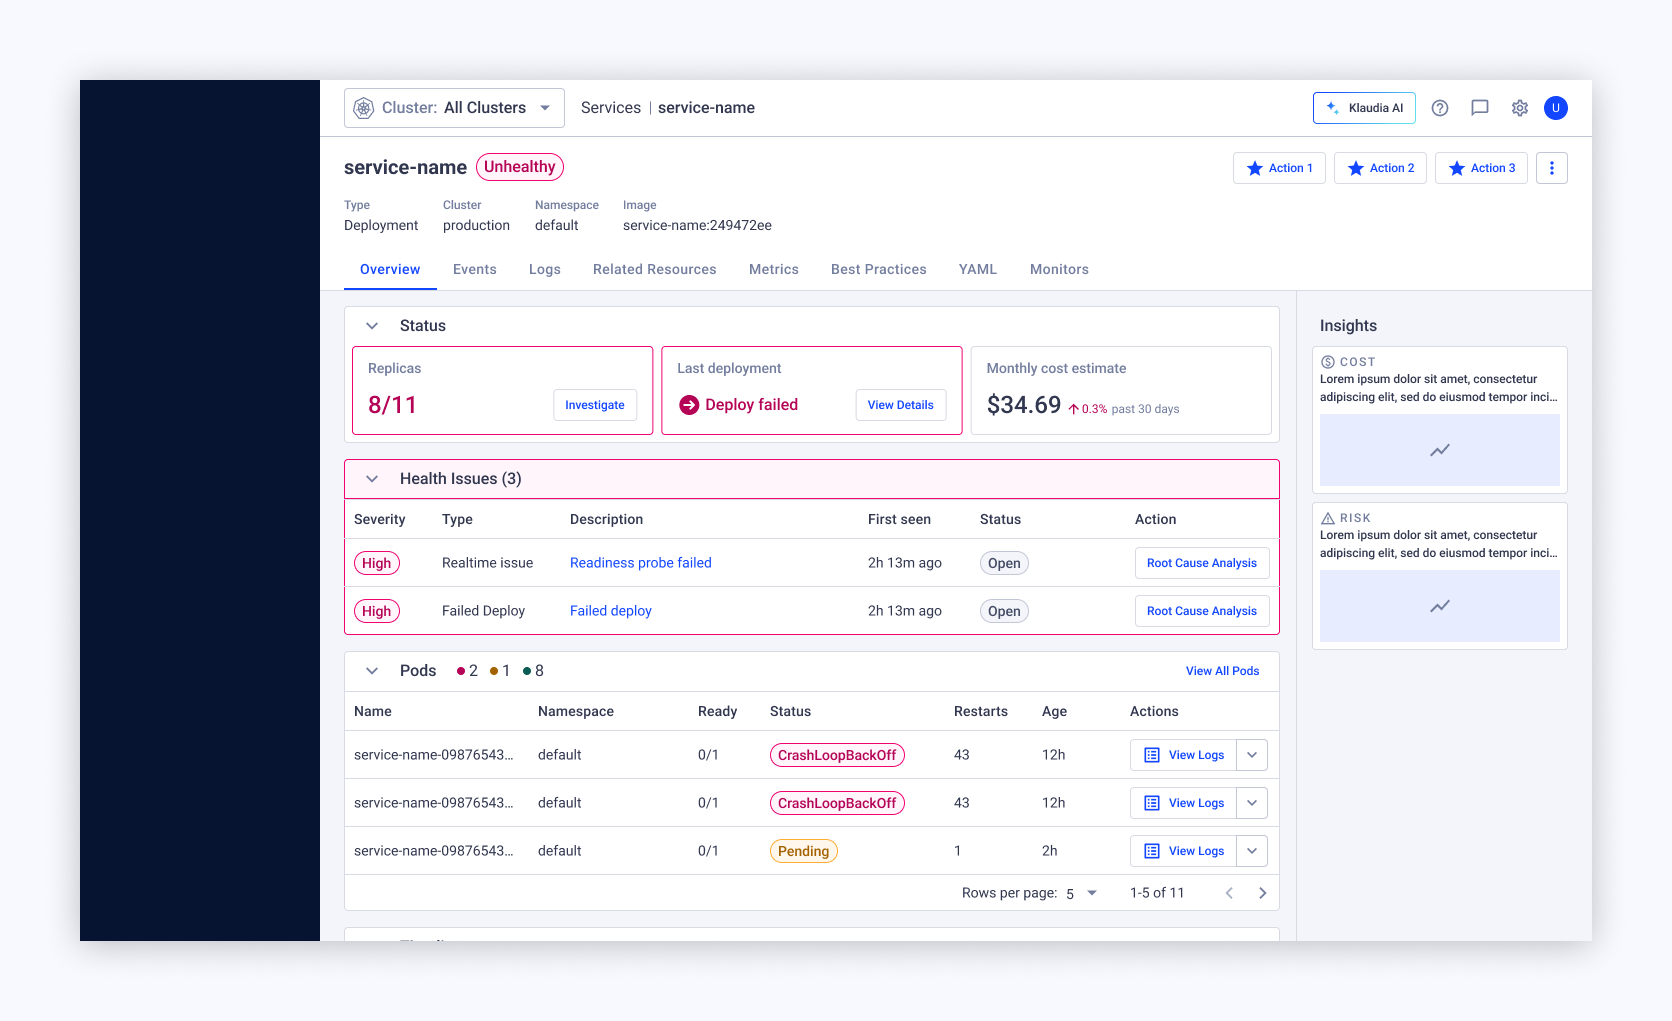 Cluster: All Clusters
Services | service-name
Klaudia AI
U
service-name Unhealthy
Action 1
Action 2
Action 3
Type Cluster Namespace Image
Deployment production default service-name:249472ee
Overview Events Logs Related Resources Metrics Best Practices YAML Monitors
Status
Replicas
8/11 Investigate
Last deployment
Deploy failed View Details
Monthly cost estimate
$34.69 0.3% past 30 days
Health Issues (3)
Severity Type Description First seen Status Action
High Realtime issue Readiness probe failed 2h 13m ago Open Root Cause Analysis
High Failed Deploy Failed deploy 2h 13m ago Open Root Cause Analysis
Pods 2 1 8 View All Pods
Name Namespace Ready Status Restarts Age Actions
service-name-09876543... default 0/1 CrashLoopBackOff 43 12h View Logs
service-name-09876543... default 0/1 CrashLoopBackOff 43 12h View Logs
service-name-09876543... default 0/1 Pending 1 2h View Logs
Rows per page: 5 1-5 of 11
Insights
COST
Lorem ipsum dolor sit amet, consectetur
adipiscing elit, sed do eiusmod tempor inci...
RISK
Lorem ipsum dolor sit amet, consectetur
adipiscing elit, sed do eiusmod tempor inci...